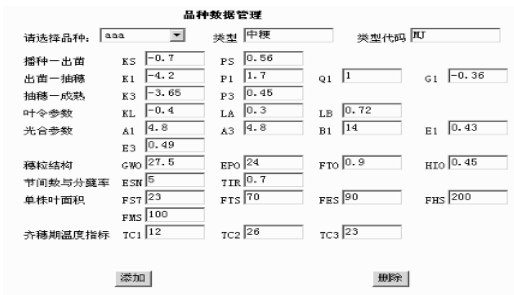 品种数据管理
请选择品种： aaa 类型 中粳 类型代码 MJ
播种—出苗 KS -0.7 PS 0.56
出苗—抽穗 K1 -4.2 P1 1.7 Q1 1 G1 -0.36
抽穗—成熟 K3 -3.65 P3 0.45
叶令参数 KL -0.4 LA 0.3 LB 0.72
光合参数 A1 4.8 A3 4.8 B1 14 E1 0.43
E3 0.49
穗粒结构 GWO 27.5 EPO 24 FTO 0.9 HIO 0.45
节间数与分蘖率 ESN 5 TIR 0.7
单株叶面积 FS7 23 FTS 70 FES 90 FHS 200
FMS 100
齐穗期温度指标 TC1 12 TC2 26 TC3 23
添加 删除